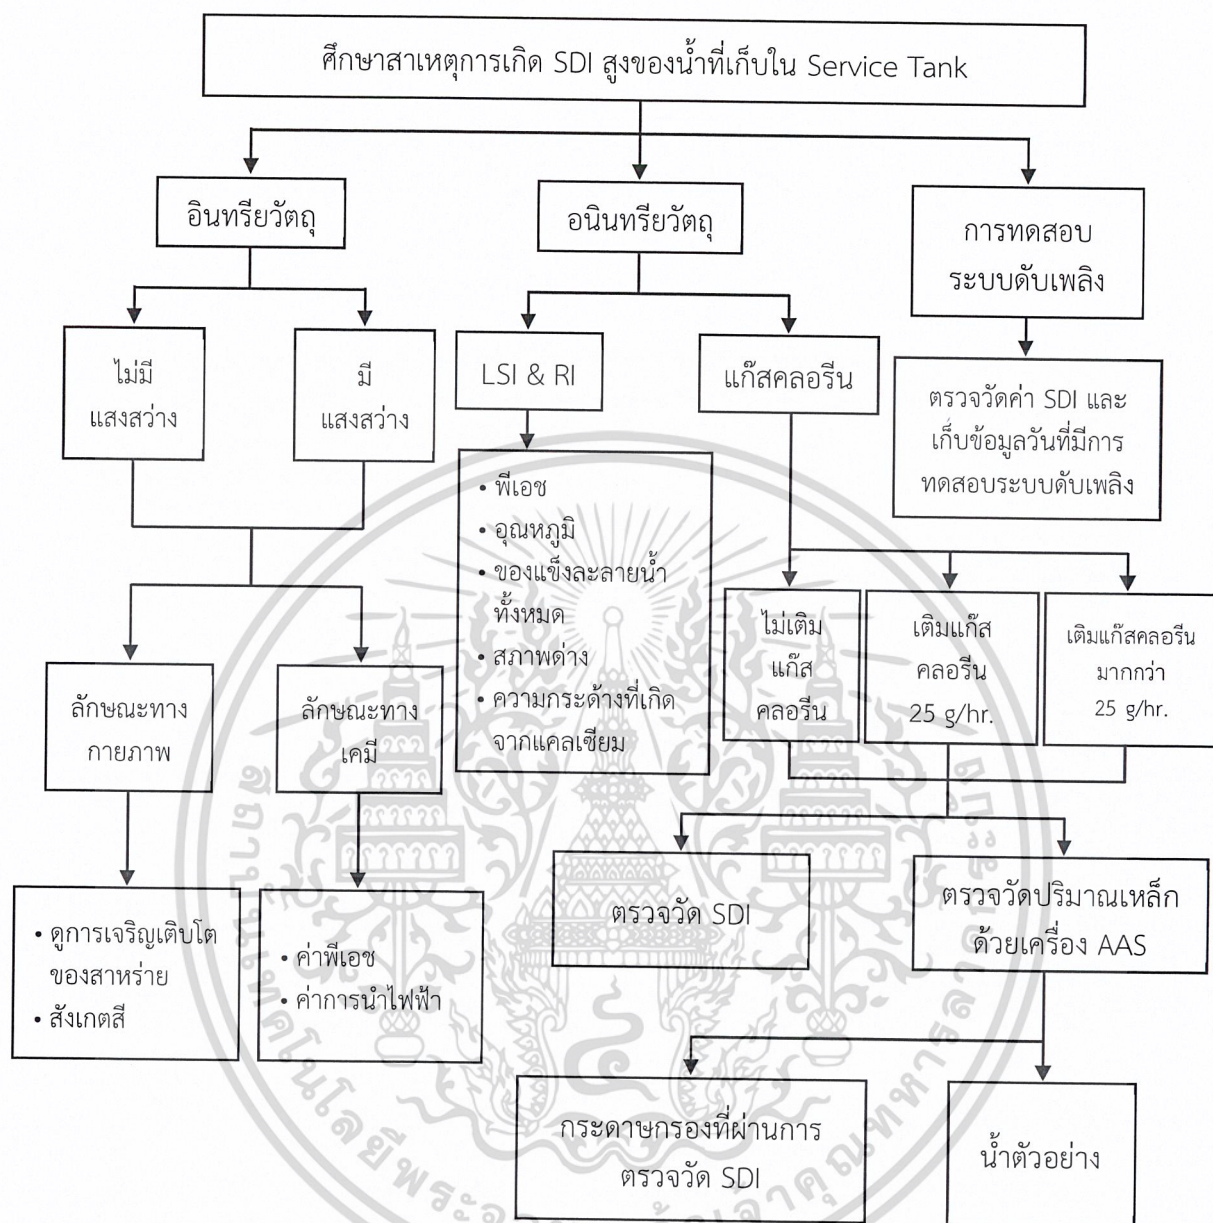 ศึกษาสาเหตุการเกิด SDI สูงของน้ำที่เก็บใน Service Tank
อินทรียวัตถุ
อนินทรียวัตถุ
การทดสอบ
ระบบดับเพลิง
ไม่มี
แสงสว่าง
มี
แสงสว่าง
LSI & RI
แก๊สคลอรีน
ตรวจวัดค่า SDI และ
เก็บข้อมูลวันที่มีการ
ทดสอบระบบดับเพลิง
• พีเอช
• อุณหภูมิ
• ของแข็งละลายน้ำ
ทั้งหมด
• สภาพด่าง
• ความกระด้างที่เกิด
จากแคลเซียม
ไม่เติม
แก๊ส
คลอรีน
เติมแก๊ส
คลอรีน
25 g/hr.
เติมแก๊สคลอรีน
มากกว่า
25 g/hr.
ลักษณะทาง
กายภาพ
ลักษณะทาง
เคมี
• ดูการเจริญเติบโต
ของสาหร่าย
• สังเกตสี
• ค่าพีเอช
• ค่าการนำไฟฟ้า
ตรวจวัด SDI
ตรวจวัดปริมาณเหล็ก
ด้วยเครื่อง AAS
กระดาษกรองที่ผ่านการ
ตรวจวัด SDI
น้ำตัวอย่าง